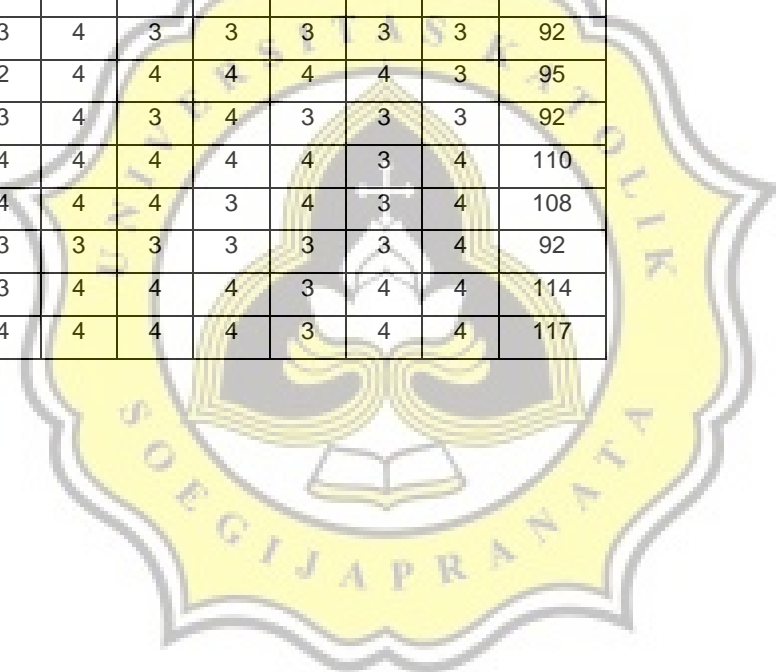 3 4 3 3 3 3 3 92
2 4 4 4 4 4 3 95
3 4 3 4 3 3 3 92
4 4 4 4 4 3 4 110
4 4 4 3 4 3 4 108
3 3 3 3 3 3 4 92
3 4 4 4 3 4 4 114
4 4 4 4 3 4 4 117
UNIVERSITAS KATOLIK
SOEGIJAPRANATA